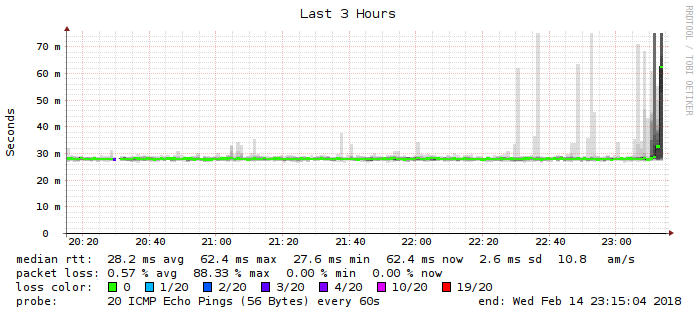 Last 3 Hours
RRDTOOL / TOBI OETIKER
Seconds
70 m
60 m
50 m
40 m
30 m
20 m
10 m
0
20:20 20:40 21:00 21:20 21:40 22:00 22:20 22:40 23:00
median rtt: 28.2 ms avg 62.4 ms max 27.6 ms min 62.4 ms now 2.6 ms sd 10.8 am/s
packet loss: 0.57 % avg 88.33 % max 0.00 % min 0.00 % now
loss color: 0 1/20 2/20 3/20 4/20 10/20 19/20
probe: 20 ICMP Echo Pings (56 Bytes) every 60s end: Wed Feb 14 23:15:04 2018